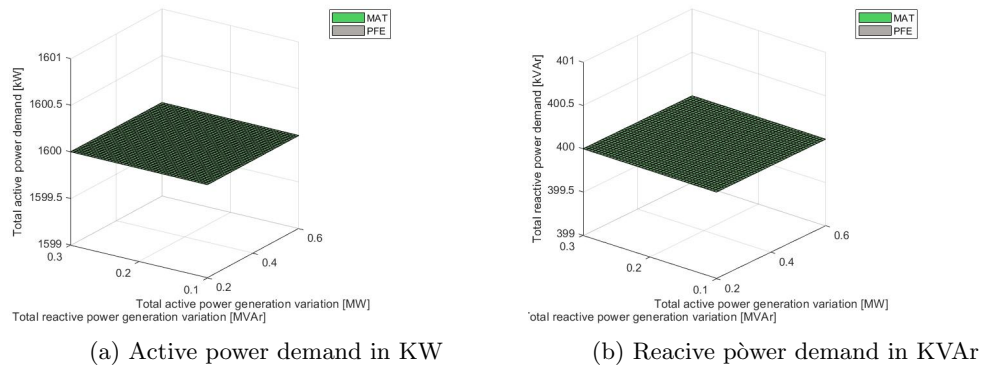 MAT
PFE
1601
1600.5
1600
1599.5
1599
Total active power demand [kW]
0.3
0.2
0.1
0.2
0.4
0.6
Total active power generation variation [MW]
Total reactive power generation variation [MVAr]
(a) Active power demand in KW
MAT
PFE
401
400.5
400
399.5
399
Total reactive power demand [kVAr]
0.3
0.2
0.1
0.2
0.4
0.6
Total active power generation variation [MW]
otal reactive power generation variation [MVAr]
(b) Reacive pòwer demand in KVAr